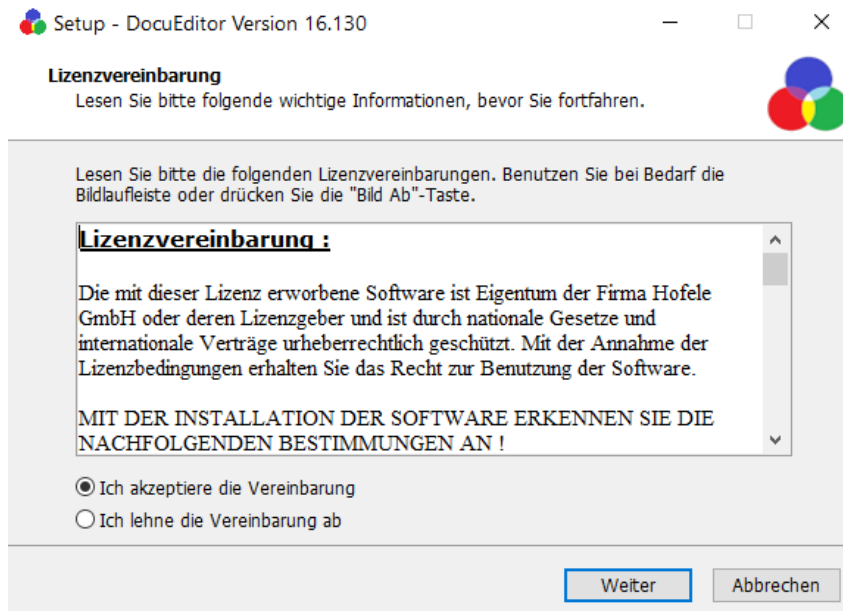 Setup - DocuEditor Version 16.130
Lizenzvereinbarung
Lesen Sie bitte folgende wichtige Informationen, bevor Sie fortfahren.
Lesen Sie bitte die folgenden Lizenzvereinbarungen. Benutzen Sie bei Bedarf die
Bildlaufleiste oder drücken Sie die "Bild Ab"-Taste.
Lizenzvereinbarung :
Die mit dieser Lizenz erworbene Software ist Eigentum der Firma Hofele
GmbH oder deren Lizenzgeber und ist durch nationale Gesetze und
internationale Verträge urheberrechtlich geschützt. Mit der Annahme der
Lizenzbedingungen erhalten Sie das Recht zur Benutzung der Software.
MIT DER INSTALLATION DER SOFTWARE ERKENNEN SIE DIE
NACHFOLGENDEN BESTIMMUNGEN AN !
Ich akzeptiere die Vereinbarung
Ich lehne die Vereinbarung ab
Weiter
Abbrechen